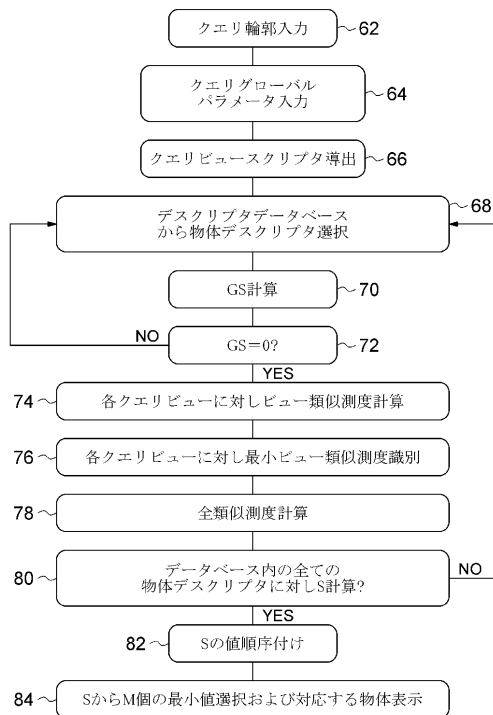 クエリ輪郭入力
62
クエリグローバル
パラメータ入力
64
クエリビュースクリプタ導出
66
デスクリプタデータベース
から物体デスクリプタ選択
68
GS計算
70
NO
GS=0?
72
YES
74
各クエリビューに対しビュー類似測度計算
76
各クエリビューに対し最小ビュー類似測度識別
78
全類似測度計算
80
データベース内の全ての
物体デスクリプタに対しS計算?
NO
YES
82
Sの値順序付け
84
SからM個の最小値選択および対応する物体表示